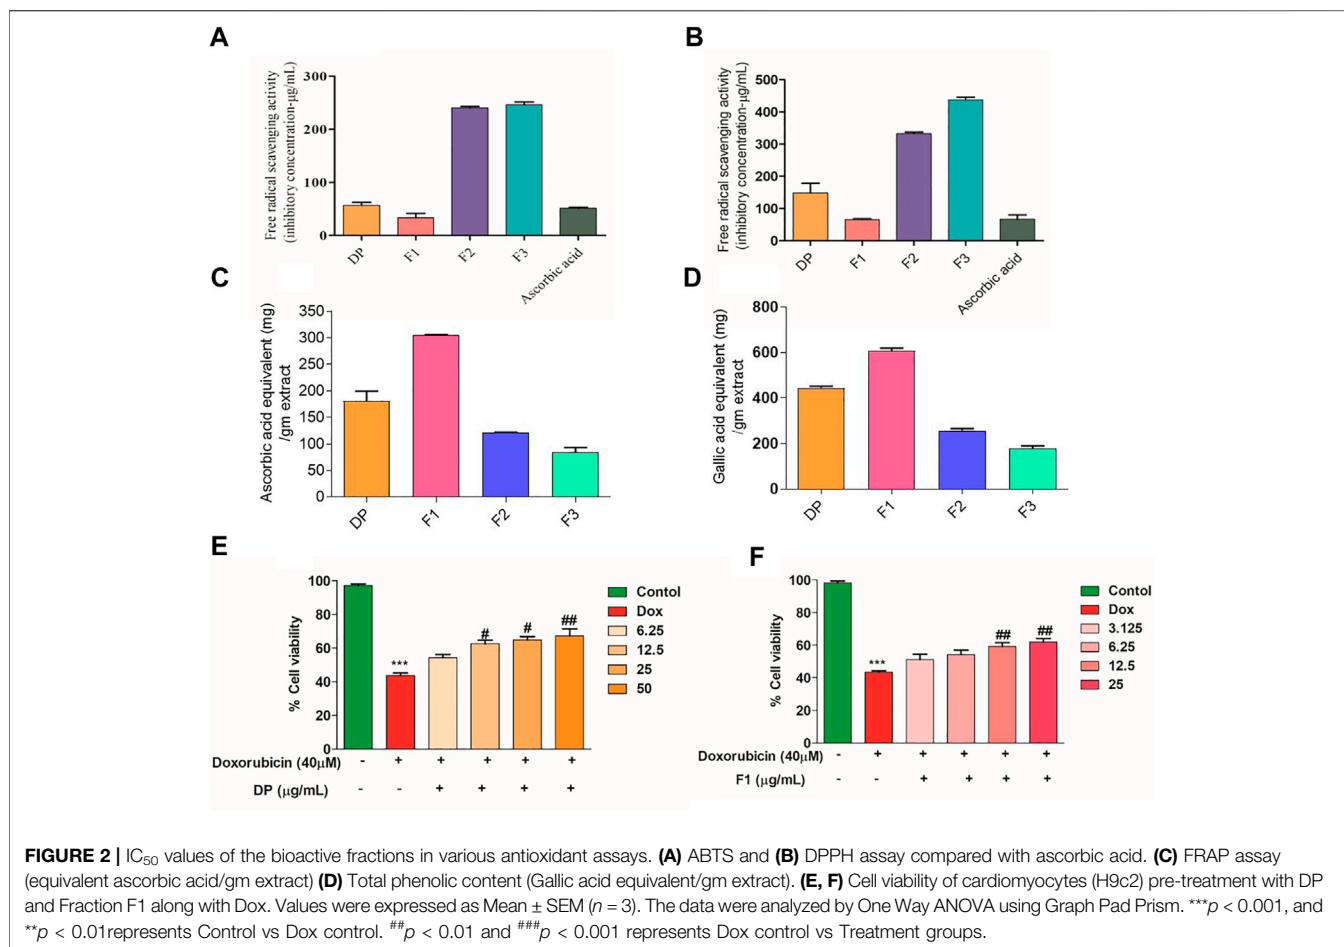 A
Free radical scavenging activity
(inhibitory concentration-μg/mL)
300
200
100
0
DP
F1
F2
F3
Ascorbic acid
B
Free radical scavenging activity
(inhibitory concentration-μg/mL)
500
400
300
200
100
0
DP
F1
F2
F3
Ascorbic acid
C
Ascorbic acid equivalent (mg)
/gm extract
350
300
250
200
150
100
50
0
DP
F1
F2
F3
D
Gallic acid equivalent (mg)
/gm extract
800
600
400
200
0
DP
F1
F2
F3
E
% Cell viability
100
80
60
40
20
0
***
#
#
##
Contol
Dox
6.25
12.5
25
50
Doxorubicin (40μM) - + + + + +
DP (μg/mL) - - + + + +
F
% Cell viability
100
80
60
40
20
0
***
##
##
Contol
Dox
3.125
6.25
12.5
25
Doxorubicin (40μM) - + + + + +
F1 (μg/mL) - - + + + +
FIGURE 2 | IC50 values of the bioactive fractions in various antioxidant assays. (A) ABTS and (B) DPPH assay compared with ascorbic acid. (C) FRAP assay
(equivalent ascorbic acid/gm extract) (D) Total phenolic content (Gallic acid equivalent/gm extract). (E, F) Cell viability of cardiomyocytes (H9c2) pre-treatment with DP
and Fraction F1 along with Dox. Values were expressed as Mean ± SEM (n = 3). The data were analyzed by One Way ANOVA using Graph Pad Prism. ***p < 0.001, and
**p < 0.01represents Control vs Dox control. ##p < 0.01 and ###p < 0.001 represents Dox control vs Treatment groups.